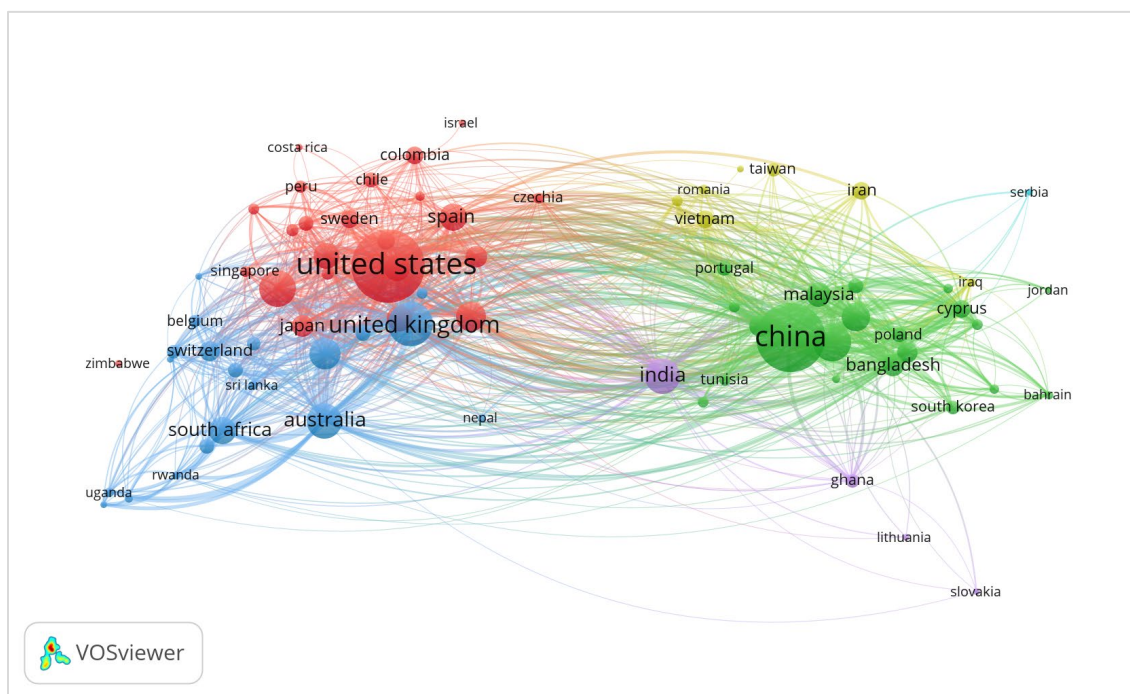 israel
costa rica
colombia
peru
chile
sweden
spain
czechia
taiwan
romania
iran
vietnam
serbia
singapore
united states
portugal
malaysia
iraq
jordan
cyprus
belgium
japan
united kingdom
china
poland
zimbabwe
switzerland
sri lanka
india
tunisia
bangladesh
bahrain
south africa
australia
nepal
south korea
rwanda
uganda
ghana
lithuania
slovakia
VOSviewer